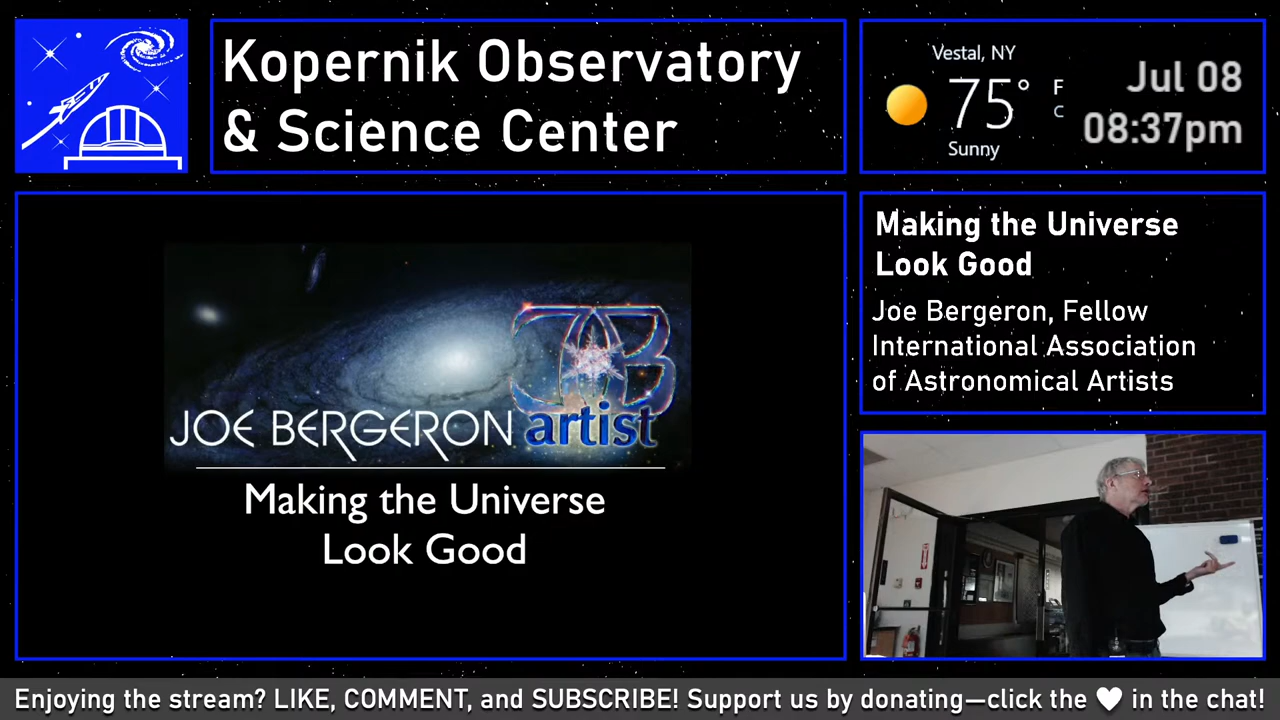 Kopernik Observatory
& Science Center
Vestal, NY
75°
F
C
Sunny
Jul 08
08:37pm
JOE BERGERON
JB
artist
Making the Universe
Look Good
Making the Universe
Look Good
Joe Bergeron, Fellow
International Association
of Astronomical Artists
Enjoying the stream? LIKE, COMMENT, and SUBSCRIBE! Support us by donating—click the ♥ in the chat!